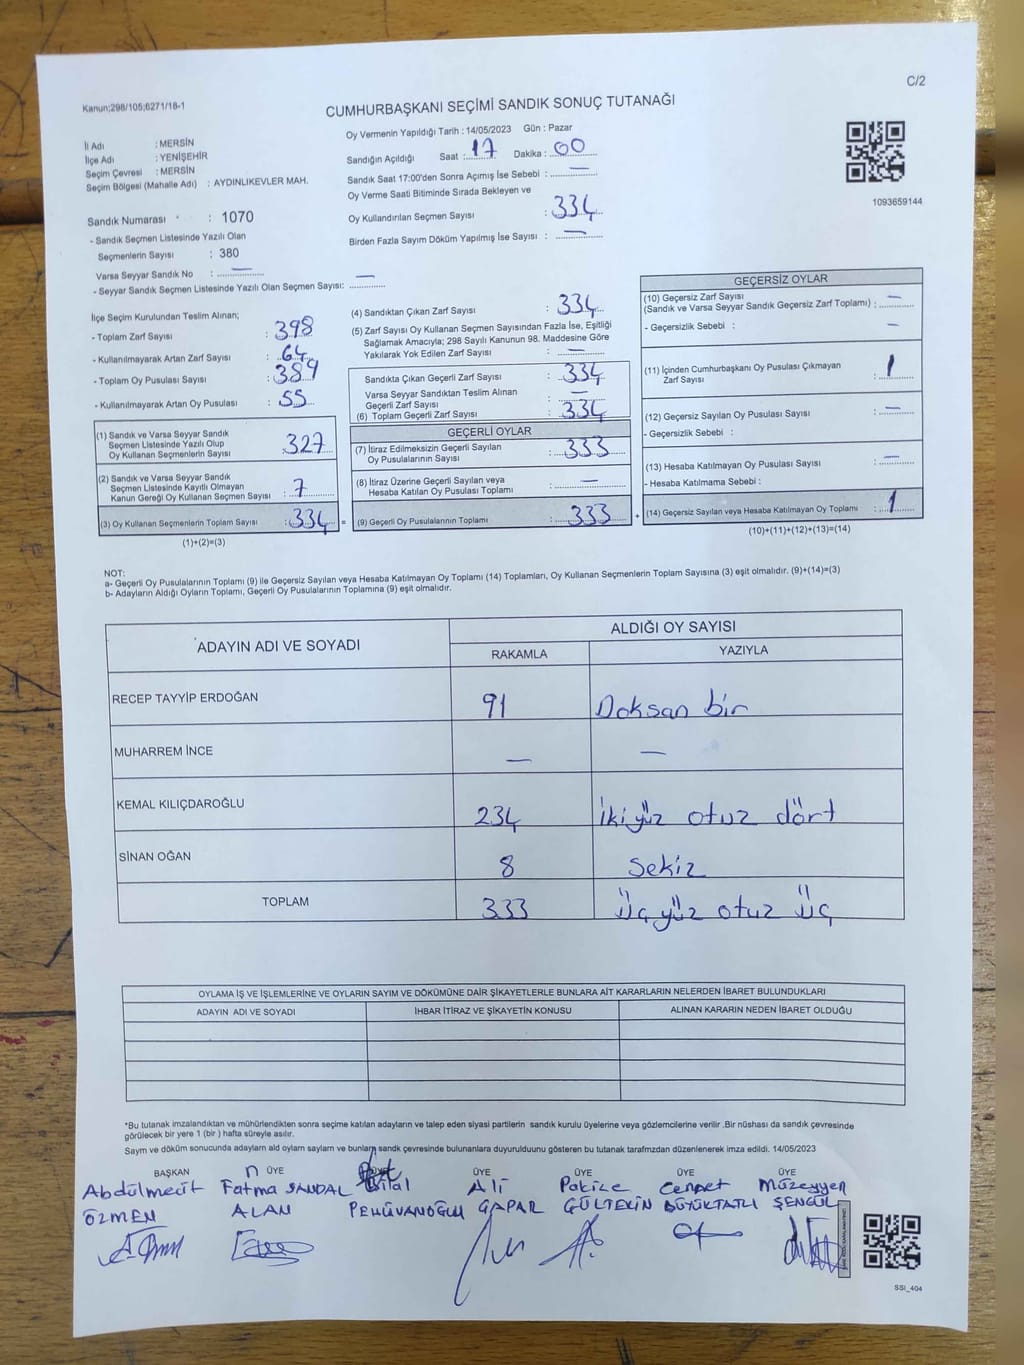 C/2
Kanun;298/105;6271/18-1
CUMHURBAŞKANI SEÇİMİ SANDIK SONUÇ TUTANAĞI
İl Adı : MERSİN
İlçe Adı : YENİŞEHİR
Seçim Çevresi : MERSİN
Seçim Bölgesi (Mahalle Adı) : AYDINLIKEVLER MAH.
Sandık Numarası : 1070
- Sandık Seçmen Listesinde Yazılı Olan
Seçmenlerin Sayısı : 380
Varsa Seyyar Sandık No : —
- Seyyar Sandık Seçmen Listesinde Yazılı Olan Seçmen Sayısı: —
Oy Vermenin Yapıldığı Tarih : 14/05/2023 Gün : Pazar
Sandığın Açıldığı Saat : 17 Dakika : 00
Sandık Saat 17:00'den Sonra Açımış İse Sebebi : —
Oy Verme Saati Bitiminde Sırada Bekleyen ve
Oy Kullandırılan Seçmen Sayısı : 334
Birden Fazla Sayım Döküm Yapılmış İse Sayısı : —
1093659144
İlçe Seçim Kurulundan Teslim Alınan;
- Toplam Zarf Sayısı : 398
- Kullanılmayarak Artan Zarf Sayısı : 64
- Toplam Oy Pusulası Sayısı : 389
- Kullanılmayarak Artan Oy Pusulası : 55
(1) Sandık ve Varsa Seyyar Sandık
Seçmen Listesinde Yazılı Olup
Oy Kullanan Seçmenlerin Sayısı : 327
(2) Sandık ve Varsa Seyyar Sandık
Seçmen Listesinde Kayıtlı Olmayan
Kanun Gereği Oy Kullanan Seçmen Sayısı : 7
(3) Oy Kullanan Seçmenlerin Toplam Sayısı : 334 =
(1)+(2)=(3)
(4) Sandıktan Çıkan Zarf Sayısı : 334
(5) Zarf Sayısı Oy Kullanan Seçmen Sayısından Fazla İse, Eşitliği
Sağlamak Amacıyla; 298 Sayılı Kanunun 98. Maddesine Göre
Yakılarak Yok Edilen Zarf Sayısı : —
Sandıkta Çıkan Geçerli Zarf Sayısı : 334
Varsa Seyyar Sandıktan Teslim Alınan
Geçerli Zarf Sayısı : —
(6) Toplam Geçerli Zarf Sayısı : 334
GEÇERLİ OYLAR
(7) İtiraz Edilmeksizin Geçerli Sayılan
Oy Pusulalarının Sayısı : 333
(8) İtiraz Üzerine Geçerli Sayılan veya
Hesaba Katılan Oy Pusulası Toplamı : —
(9) Geçerli Oy Pusulalarının Toplamı : 333 +
GEÇERSİZ OYLAR
(10) Geçersiz Zarf Sayısı
(Sandık ve Varsa Seyyar Sandık Geçersiz Zarf Toplamı) : —
- Geçersizlik Sebebi : —
(11) İçinden Cumhurbaşkanı Oy Pusulası Çıkmayan
Zarf Sayısı : 1
(12) Geçersiz Sayılan Oy Pusulası Sayısı : —
- Geçersizlik Sebebi :
(13) Hesaba Katılmayan Oy Pusulası Sayısı : —
- Hesaba Katılmama Sebebi :
(14) Geçersiz Sayılan veya Hesaba Katılmayan Oy Toplamı : 1
(10)+(11)+(12)+(13)=(14)
NOT:
a- Geçerli Oy Pusulalarının Toplamı (9) ile Geçersiz Sayılan veya Hesaba Katılmayan Oy Toplamı (14) Toplamları, Oy Kullanan Seçmenlerin Toplam Sayısına (3) eşit olmalıdır. (9)+(14)=(3)
b- Adayların Aldığı Oyların Toplamı, Geçerli Oy Pusulalarının Toplamına (9) eşit olmalıdır.
ADAYIN ADI VE SOYADI ALDIĞI OY SAYISI
RAKAMLA YAZIYLA
RECEP TAYYİP ERDOĞAN 91 Doksan bir
MUHARREM İNCE — —
KEMAL KILIÇDAROĞLU 234 ikiyüz otuz dört
SİNAN OĞAN 8 Sekiz
TOPLAM 333 üç yüz otuz üç
OYLAMA İŞ VE İŞLEMLERİNE VE OYLARIN SAYIM VE DÖKÜMÜNE DAİR ŞİKAYETLERLE BUNLARA AİT KARARLARIN NELERDEN İBARET BULUNDUKLARI
ADAYIN ADI VE SOYADI İHBAR İTİRAZ VE ŞİKAYETİN KONUSU ALINAN KARARIN NEDEN İBARET OLDUĞU
*Bu tutanak imzalandıktan ve mühürlendikten sonra seçime katılan adayların ve talep eden siyasi partilerin sandık kurulu üyelerine veya gözlemcilerine verilir .Bir nüshası da sandık çevresinde
görülecek bir yere 1 (bir ) hafta süreyle asılır.
Sayım ve döküm sonucunda adayların aldı oyların sayıları ve bunların sandık çevresinde bulunanlara duyurulduunu gösteren bu tutanak tarafımızdan düzenlenerek imza edildi. 14/05/2023
BAŞKAN ÜYE ÜYE ÜYE ÜYE ÜYE
Abdülmecit Fatma SANDAL Bilal Ali Pakize Cennet Müzeyyen
ÖZMEN ALAN PEHLİVANOĞLU GAPAR GÜLTEKİN BÜYÜKTATLI ŞENGÜL
SSI_404